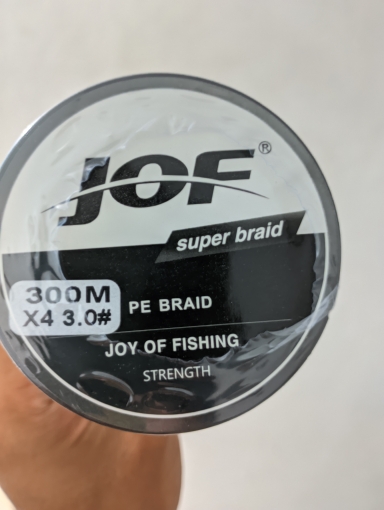 JOF®
super braid
300M
X4 3.0#
PE BRAID
JOY OF FISHING
STRENGTH